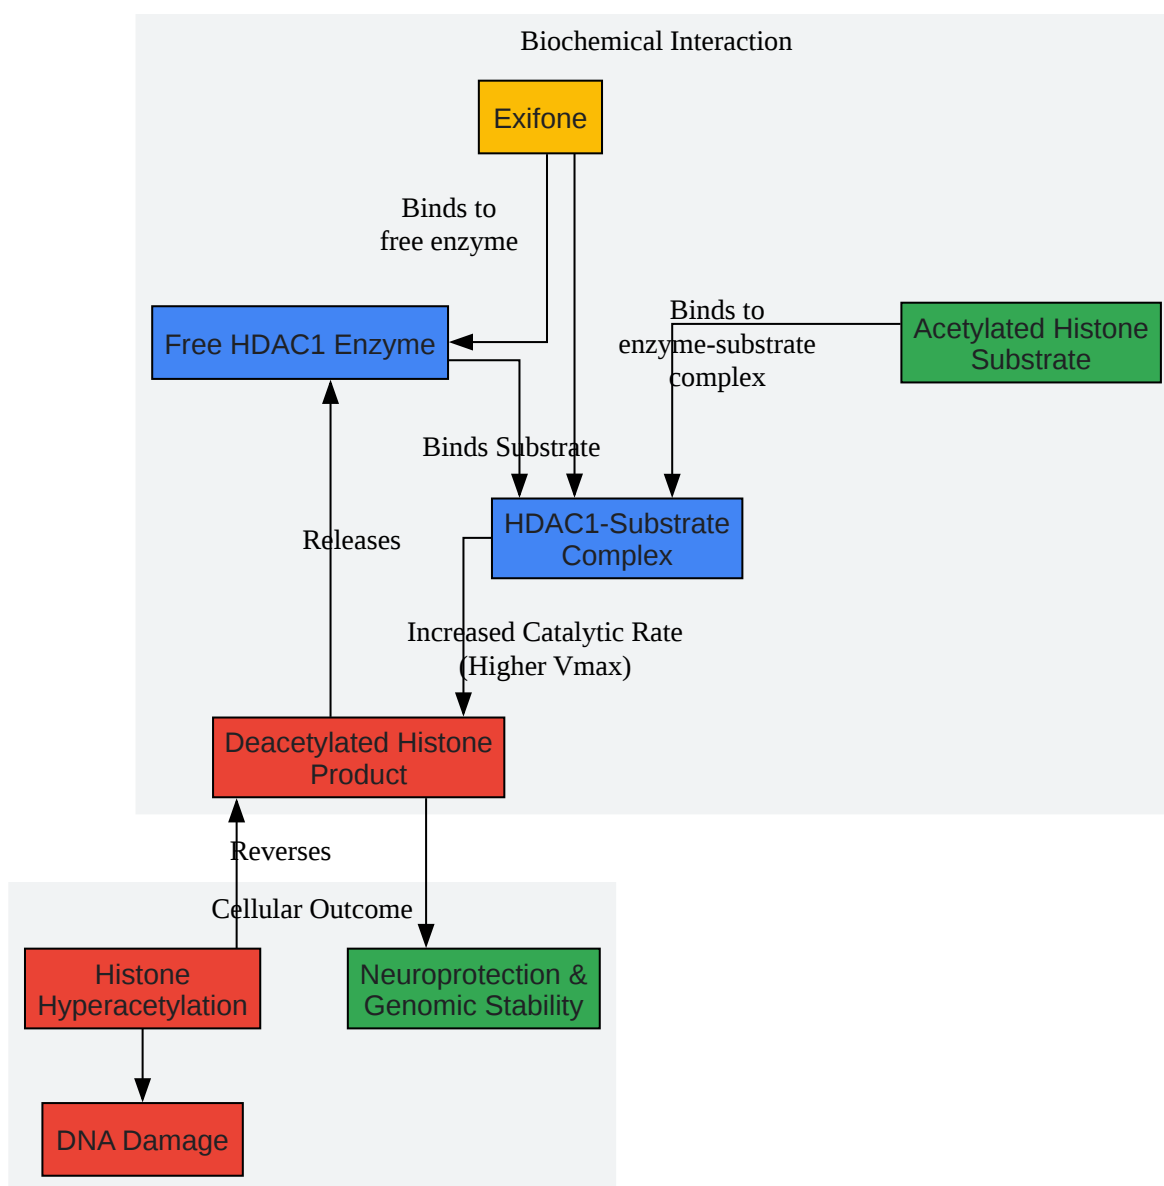 Biochemical Interaction
Exifone
Binds to
free enzyme
Free HDAC1 Enzyme
Binds to
enzyme-substrate
complex
Acetylated Histone
Substrate
Binds Substrate
HDAC1-Substrate
Complex
Releases
Increased Catalytic Rate
(Higher Vmax)
Deacetylated Histone
Product
Reverses
Cellular Outcome
Histone
Hyperacetylation
Neuroprotection &
Genomic Stability
DNA Damage